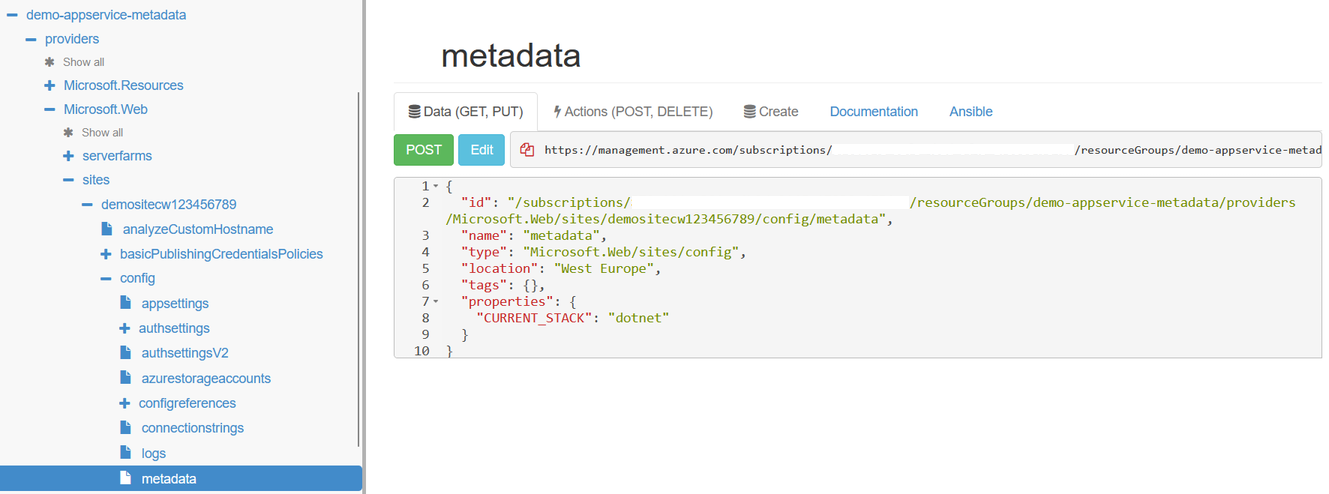 demo-appservice-metadata
providers
Show all
Microsoft.Resources
Microsoft.Web
Show all
serverfarms
sites
demositecw123456789
analyzeCustomHostname
basicPublishingCredentialsPolicies
config
appsettings
authsettings
authsettingsV2
azurestorageaccounts
configreferences
connectionstrings
logs
metadata
metadata
Data (GET, PUT) Actions (POST, DELETE) Create Documentation Ansible
POST Edit https://management.azure.com/subscriptions/ /resourceGroups/demo-appservice-metad
1 {
2 "id": "/subscriptions/ /resourceGroups/demo-appservice-metadata/providers
/Microsoft.Web/sites/demositecw123456789/config/metadata",
3 "name": "metadata",
4 "type": "Microsoft.Web/sites/config",
5 "location": "West Europe",
6 "tags": {},
7 "properties": {
8 "CURRENT_STACK": "dotnet"
9 }
10 }